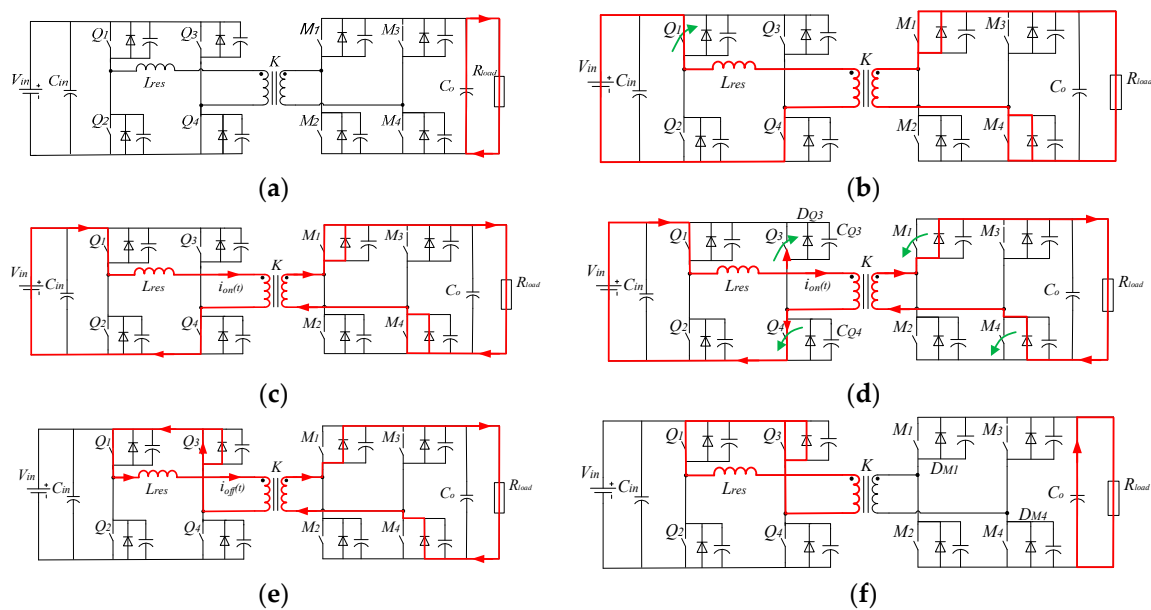 Q1 Q3 M1 M3
K
Vin Cin Lres Co Rload
Q2 Q4 M2 M4
(a)
Q1 Q3 M1 M3
K
Vin Cin Lres Co Rload
Q2 Q4 M2 M4
(b)
Q1 Q3 M1 M3
K
Vin Cin Lres ion(t) Co Rload
Q2 Q4 M2 M4
(c)
DQ3
Q1 Q3 CQ3 M1 M3
K
Vin Cin Lres ion(t) Co Rload
Q2 Q4 CQ4 M2 M4
(d)
Q1 Q3 M1 M3
K
Vin Cin Lres ioff(t) Co Rload
Q2 Q4 M2 M4
(e)
Q1 Q3 M1 M3
K DM1
Vin Cin Lres Co Rload
DM4
Q2 Q4 M2 M4
(f)